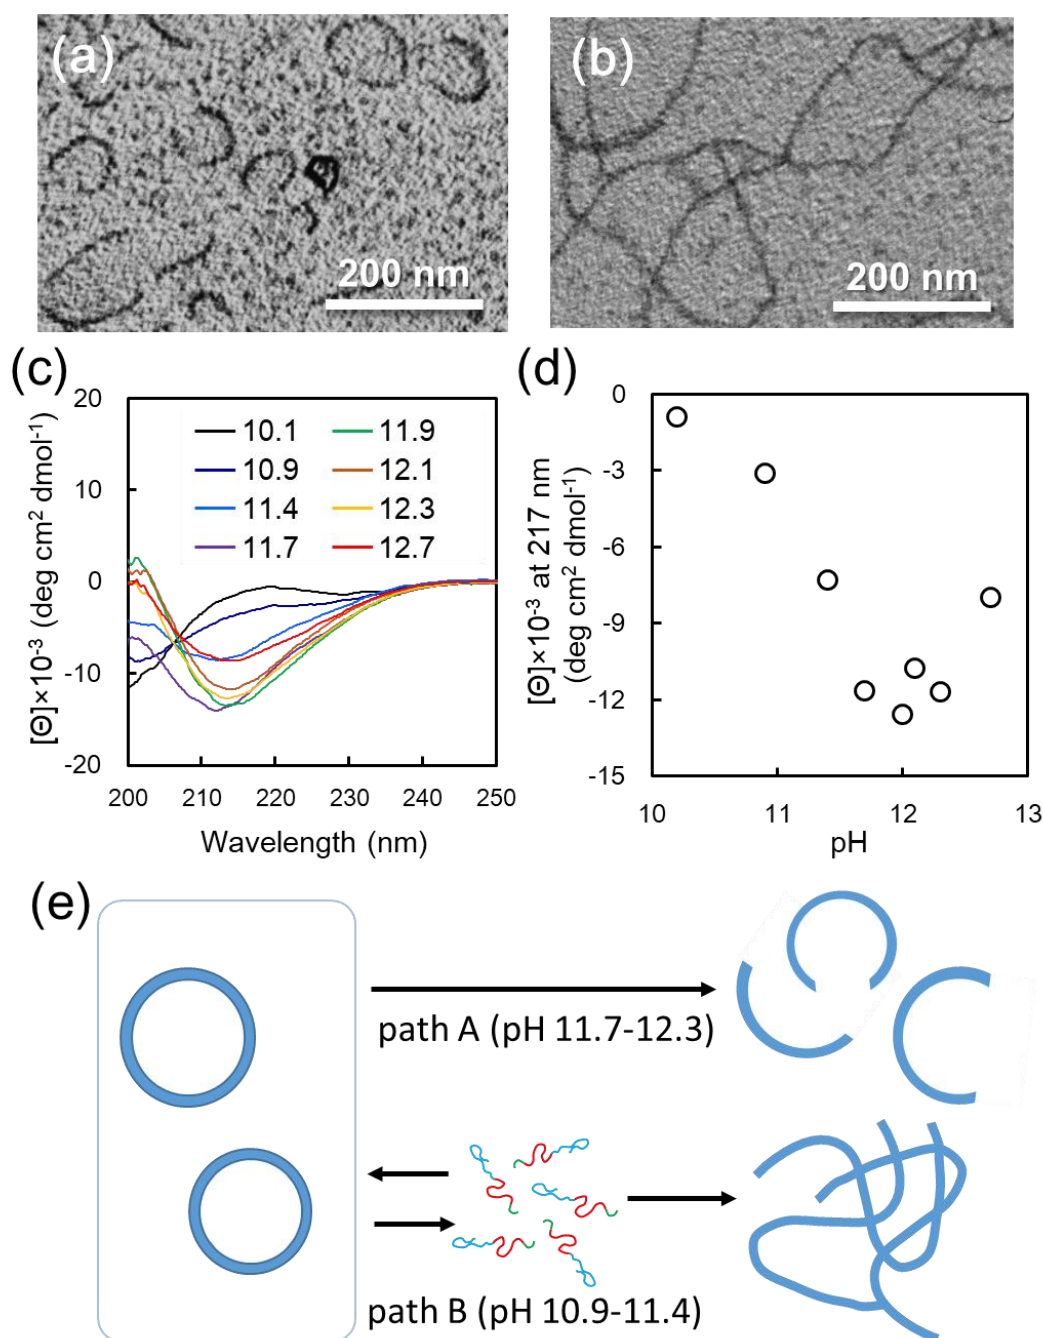 (a)
(b)
200 nm
200 nm
(c)
(d)
[Θ]×10⁻³ (deg cm² dmol⁻¹)
20
10
0
-10
-20
10.1
10.9
11.4
11.7
11.9
12.1
12.3
12.7
200
210
220
230
240
250
Wavelength (nm)
[Θ]×10⁻³ at 217 nm
(deg cm² dmol⁻¹)
0
-3
-6
-9
-12
-15
10
11
12
13
pH
(e)
path A (pH 11.7-12.3)
path B (pH 10.9-11.4)